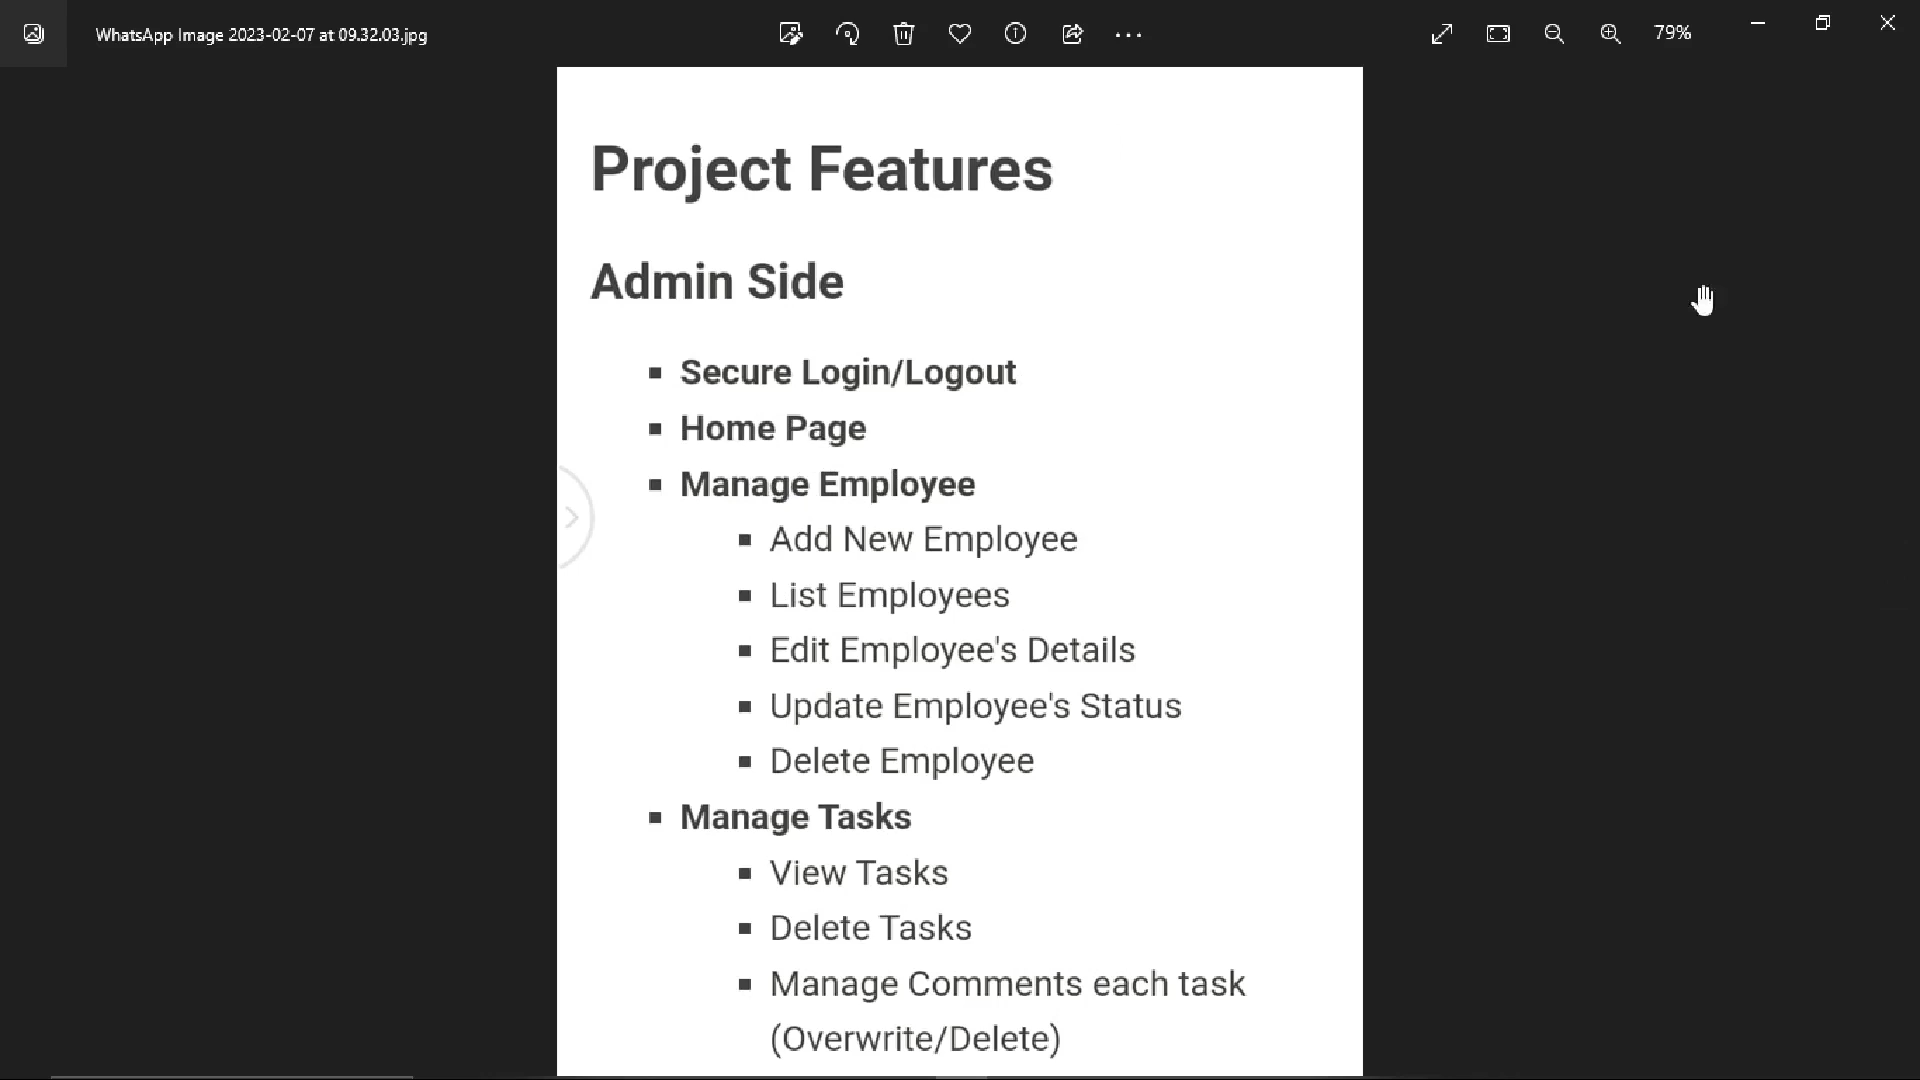 WhatsApp Image 2023-02-07 at 09.32.03.jpg
79%
Project Features
Admin Side
Secure Login/Logout
Home Page
Manage Employee
Add New Employee
List Employees
Edit Employee's Details
Update Employee's Status
Delete Employee
Manage Tasks
View Tasks
Delete Tasks
Manage Comments each task
(Overwrite/Delete)